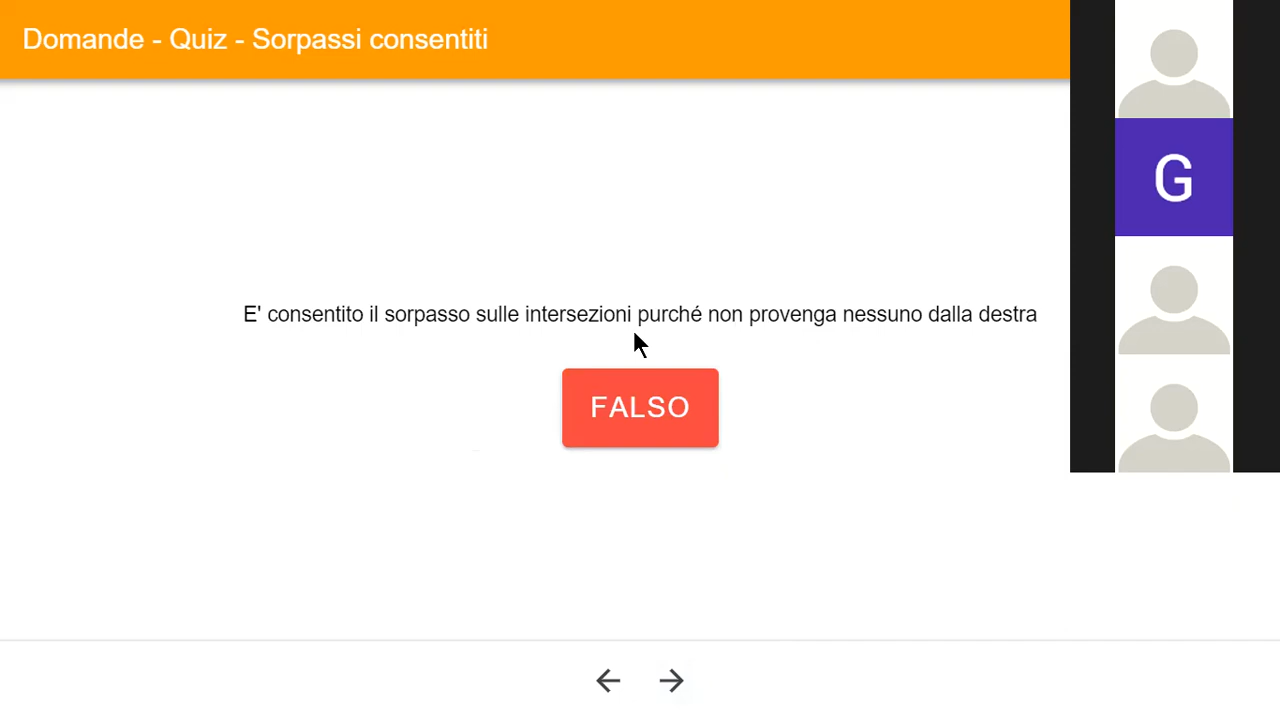 Domande - Quiz - Sorpassi consentiti
G
E' consentito il sorpasso sulle intersezioni purché non provenga nessuno dalla destra
FALSO